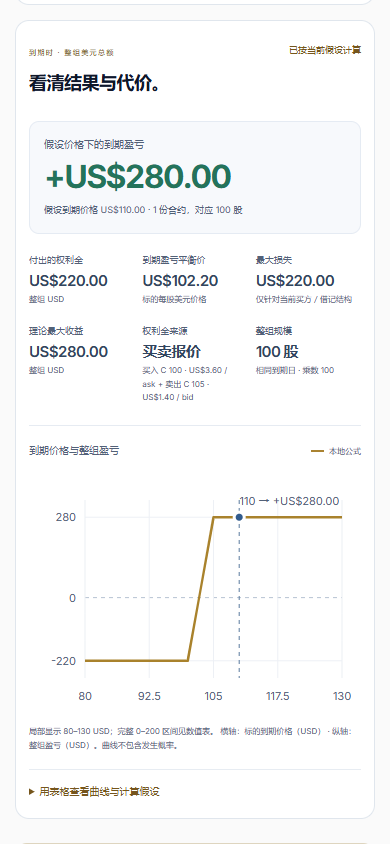 到期时 · 整组美元总额
已按当前假设计算
看清结果与代价。
假设价格下的到期盈亏
+US$280.00
假设到期价格 US$110.00 · 1 份合约，对应 100 股
付出的权利金
到期盈亏平衡价
最大损失
US$220.00
US$102.20
US$220.00
整组 USD
标的每股美元价格
仅针对当前买方 / 借记结构
理论最大收益
权利金来源
整组规模
US$280.00
买卖报价
100 股
整组 USD
买入 C 100 · US$3.60 /
ask + 卖出 C 105 ·
US$1.40 / bid
相同到期日 · 乘数 100
到期价格与整组盈亏
本地公式
110 → +US$280.00
280
0
-220
80
92.5
105
117.5
130
局部显示 80–130 USD；完整 0–200 区间见数值表。 横轴：标的到期价格（USD） · 纵轴：
整组盈亏（USD）。曲线不包含发生概率。
▶ 用表格查看曲线与计算假设